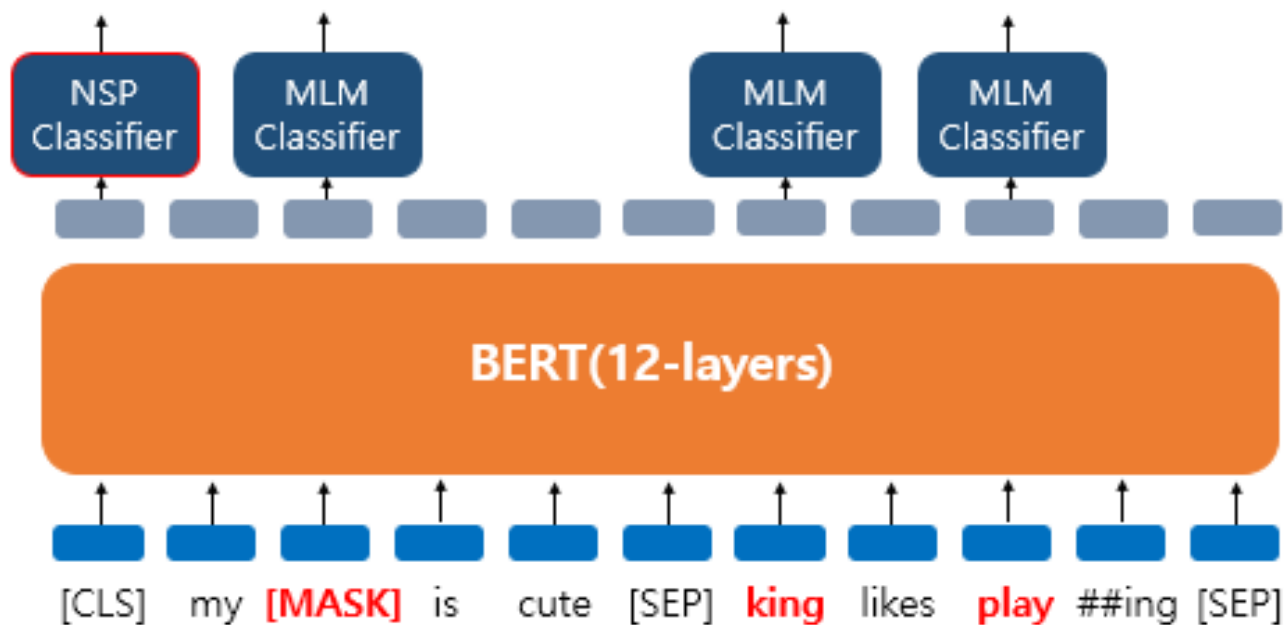 NSP
Classifier
MLM
Classifier
MLM
Classifier
MLM
Classifier
BERT(12-layers)
[CLS] my [MASK] is cute [SEP] king likes play ##ing [SEP]